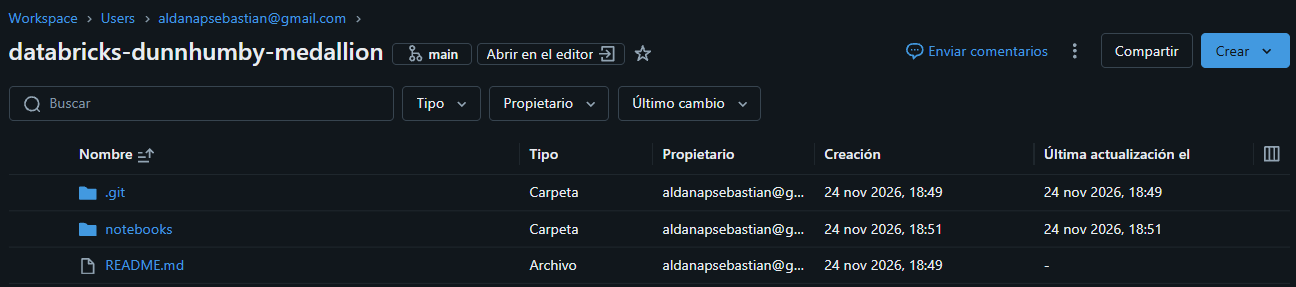 Workspace > Users > aldanapsebastian@gmail.com >
databricks-dunnhumby-medallion main Abrir en el editor Enviar comentarios Compartir Crear
Buscar Tipo Propietario Último cambio
Nombre Tipo Propietario Creación Última actualización el
.git Carpeta aldanapsebastian@g... 24 nov 2026, 18:49 24 nov 2026, 18:49
notebooks Carpeta aldanapsebastian@g... 24 nov 2026, 18:51 24 nov 2026, 18:51
README.md Archivo aldanapsebastian@g... 24 nov 2026, 18:49 -